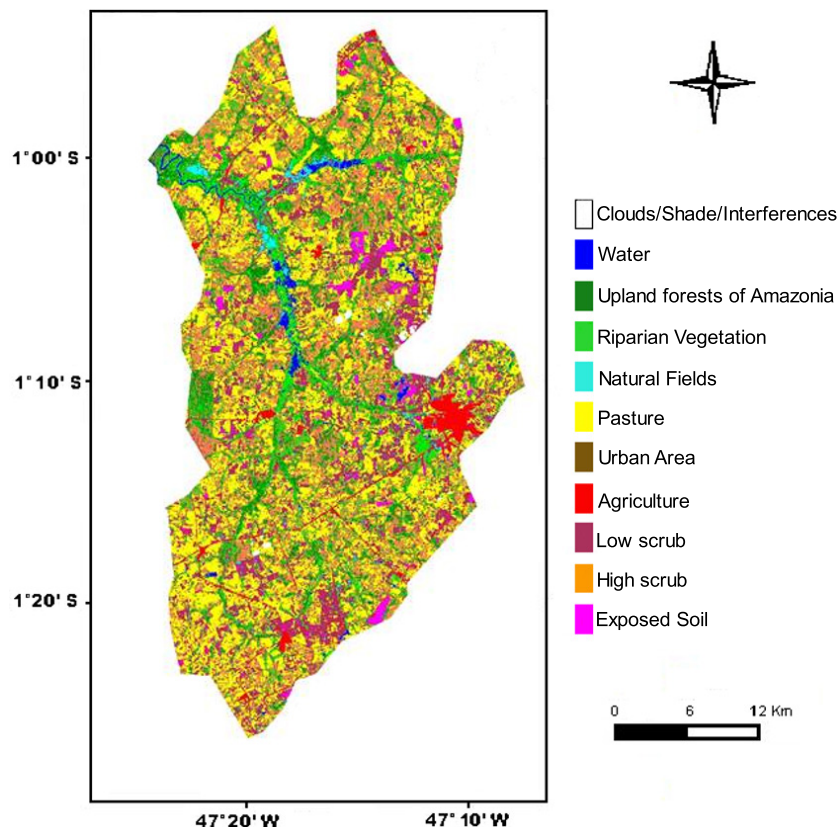 1°00' S
1°10' S
1°20' S
47°20' W
47°10' W
Clouds/Shade/Interferences
Water
Upland forests of Amazonia
Riparian Vegetation
Natural Fields
Pasture
Urban Area
Agriculture
Low scrub
High scrub
Exposed Soil
0 6 12 Km